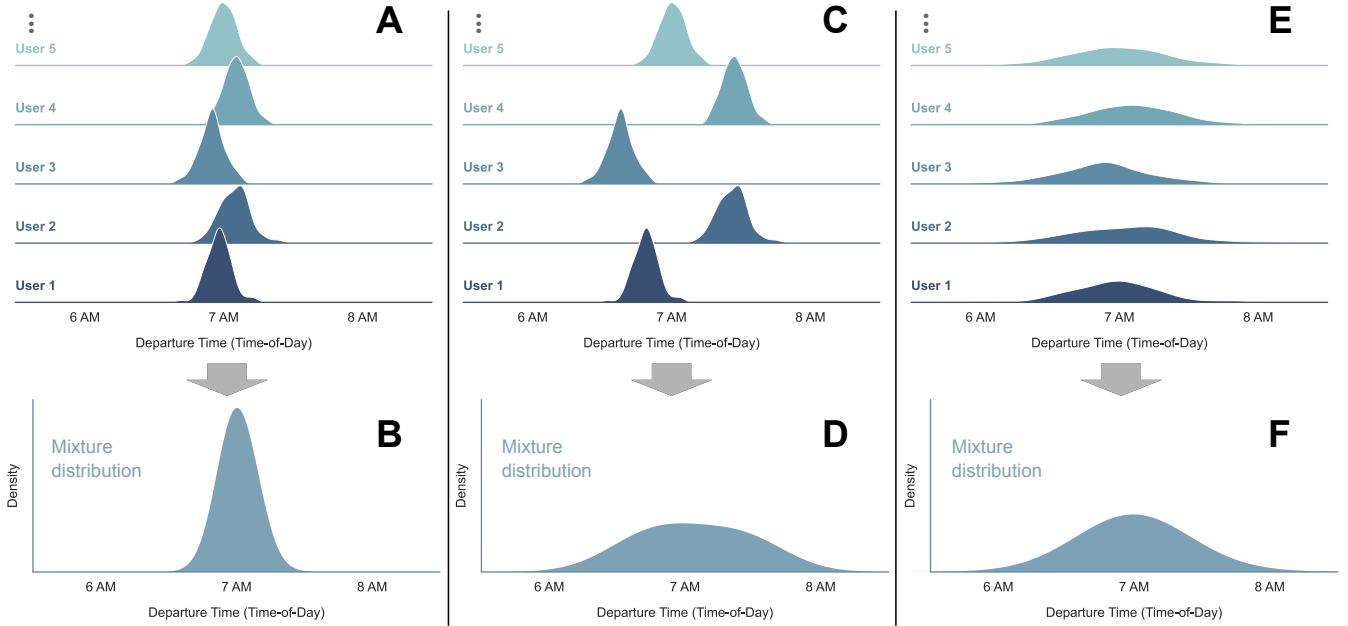 A
User 5
User 4
User 3
User 2
User 1
6 AM 7 AM 8 AM
Departure Time (Time-of-Day)
B
Mixture
distribution
Density
6 AM 7 AM 8 AM
Departure Time (Time-of-Day)
C
User 5
User 4
User 3
User 2
User 1
6 AM 7 AM 8 AM
Departure Time (Time-of-Day)
D
Mixture
distribution
Density
6 AM 7 AM 8 AM
Departure Time (Time-of-Day)
E
User 5
User 4
User 3
User 2
User 1
6 AM 7 AM 8 AM
Departure Time (Time-of-Day)
F
Mixture
distribution
Density
6 AM 7 AM 8 AM
Departure Time (Time-of-Day)